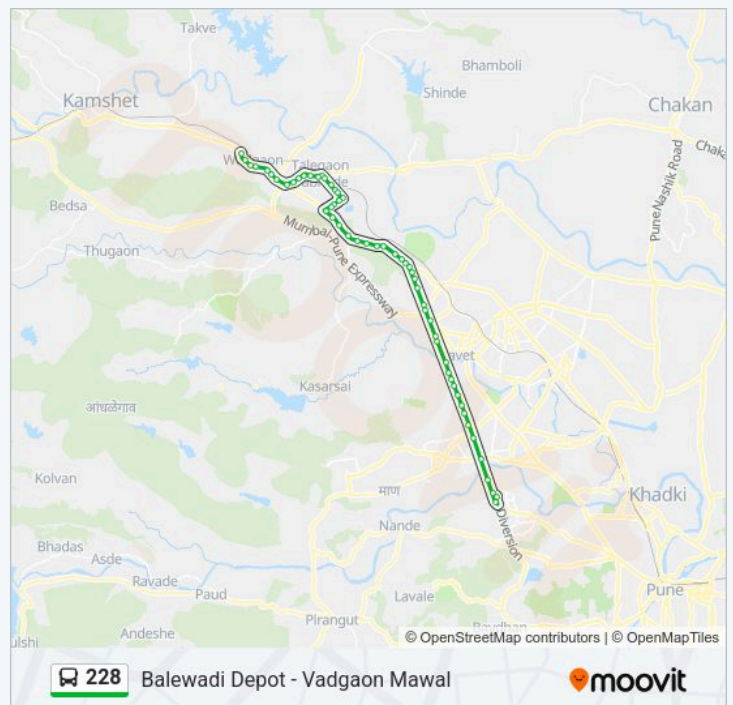 Takve
Bhamboli
Kamshet
Shinde
Chakan
Talegaon
Bedsa
Pune Nashik Road
Thugaon
Mumbai-Pune Expressway
Kasarsai
आंधळेगाव
Kolvan
माण
Khadki
Nande
Diversion
Bhadas
Asde
Ravade
Paud
Lavale
Pune
Pirangut
Andeshe
© OpenStreetMap contributors | © OpenMapTiles
228 Balewadi Depot - Vadgaon Mawal
moovit